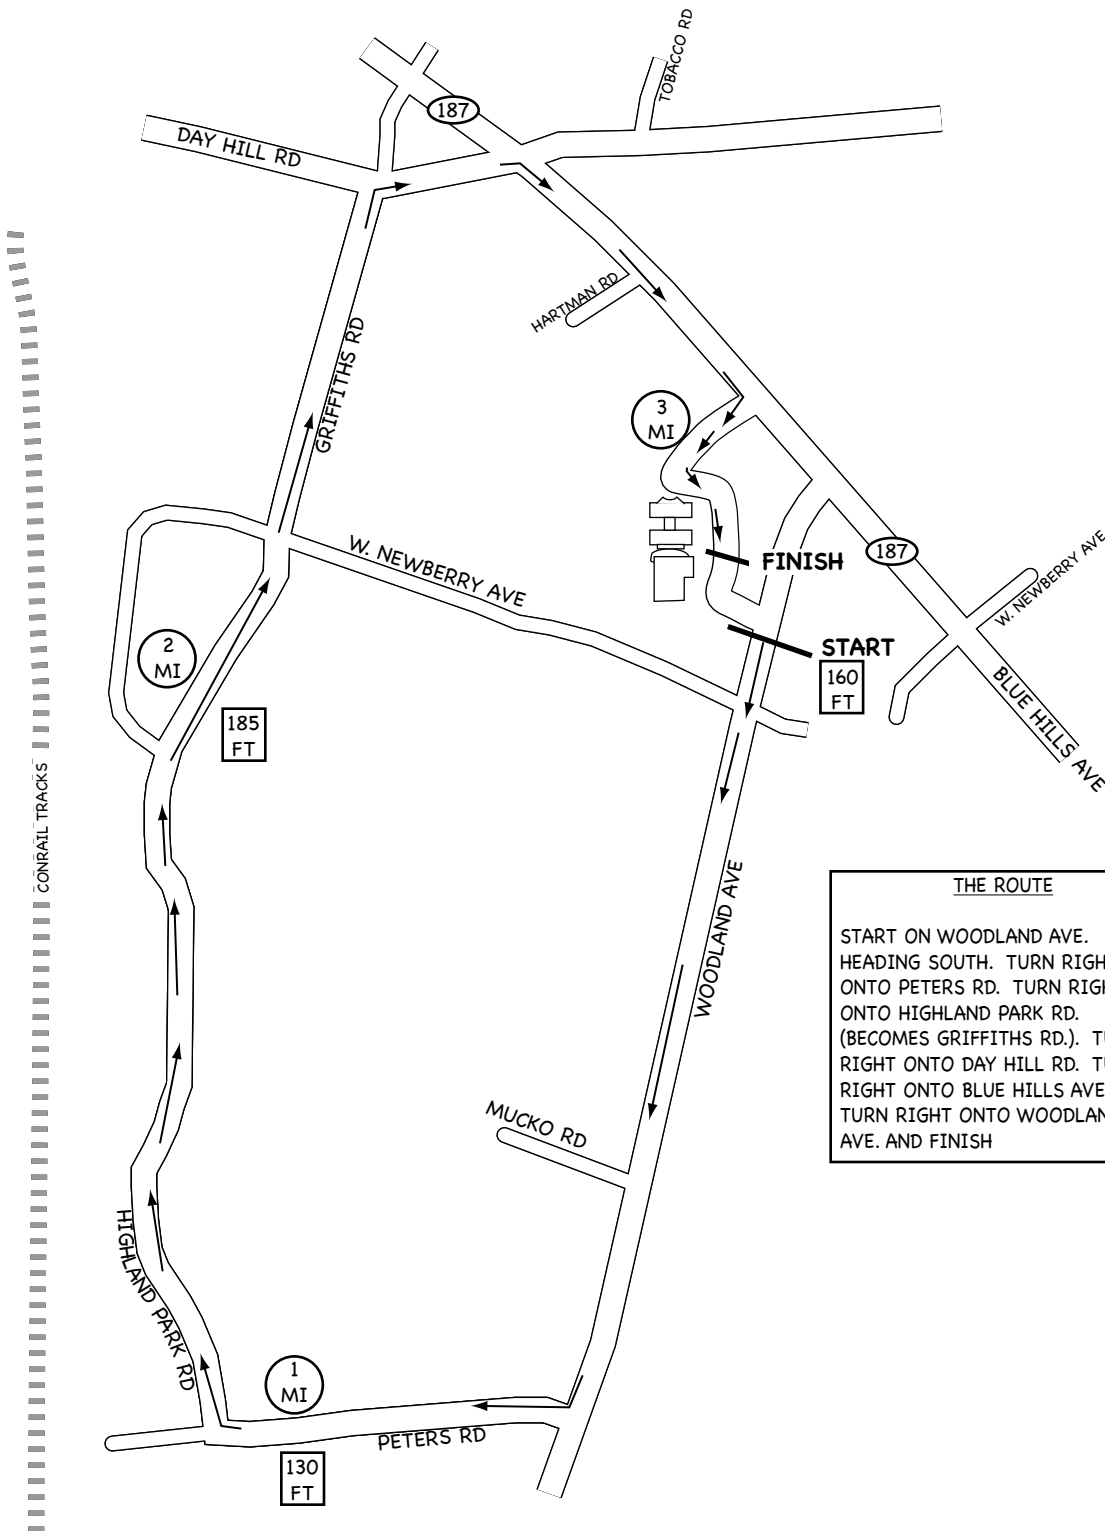 TOBACCO RD
187
DAY HILL RD
HARTMAN RD
GRIFFITHS RD
3
MI
W. NEWBERRY AVE
FINISH
187
W. NEWBERRY AVE
START
160
FT
2
MI
BLUE HILLS AVE
185
FT
CONRAIL TRACKS
WOODLAND AVE
THE ROUTE
START ON WOODLAND AVE.
HEADING SOUTH. TURN RIGH
ONTO PETERS RD. TURN RIGH
ONTO HIGHLAND PARK RD.
(BECOMES GRIFFITHS RD.). TU
RIGHT ONTO DAY HILL RD. TU
RIGHT ONTO BLUE HILLS AVE
TURN RIGHT ONTO WOODLAN
AVE. AND FINISH
MUCKO RD
HIGHLAND PARK RD
1
MI
PETERS RD
130
FT